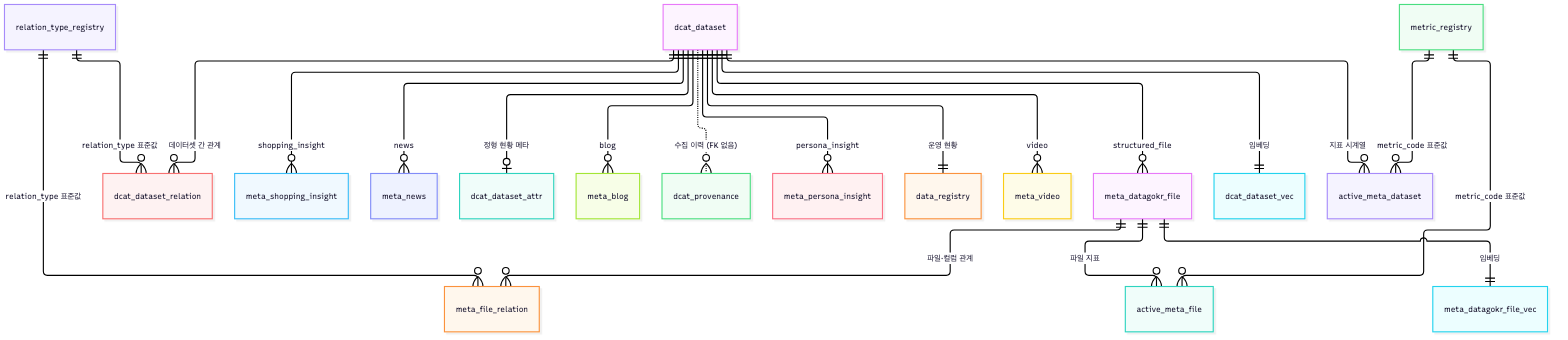 relation_type_registry
dcat_dataset
metric_registry
relation_type 표준값
데이터셋 간 관계
shopping_insight
news
정형 현황 메타
blog
수집 이력 (FK 없음)
persona_insight
운영 현황
video
structured_file
임베딩
지표 시계열
metric_code 표준값
relation_type 표준값
dcat_dataset_relation
meta_shopping_insight
meta_news
dcat_dataset_attr
meta_blog
dcat_provenance
meta_persona_insight
data_registry
meta_video
meta_datagokr_file
dcat_dataset_vec
active_meta_dataset
metric_code 표준값
파일-컬럼 관계
파일 지표
임베딩
meta_file_relation
active_meta_file
meta_datagokr_file_vec